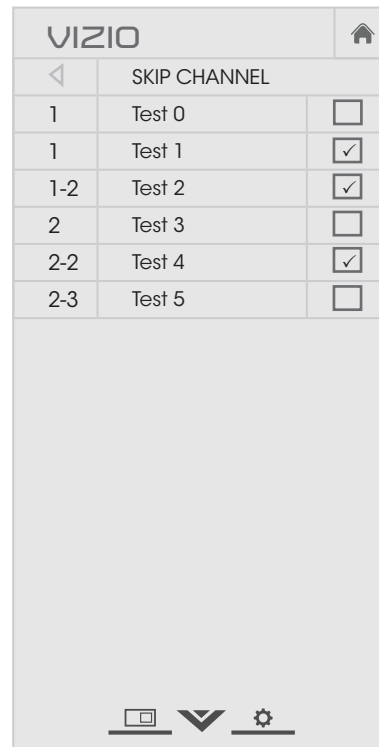 VIZIO
SKIP CHANNEL
1 Test 0
1 Test 1
1-2 Test 2
2 Test 3
2-2 Test 4
2-3 Test 5